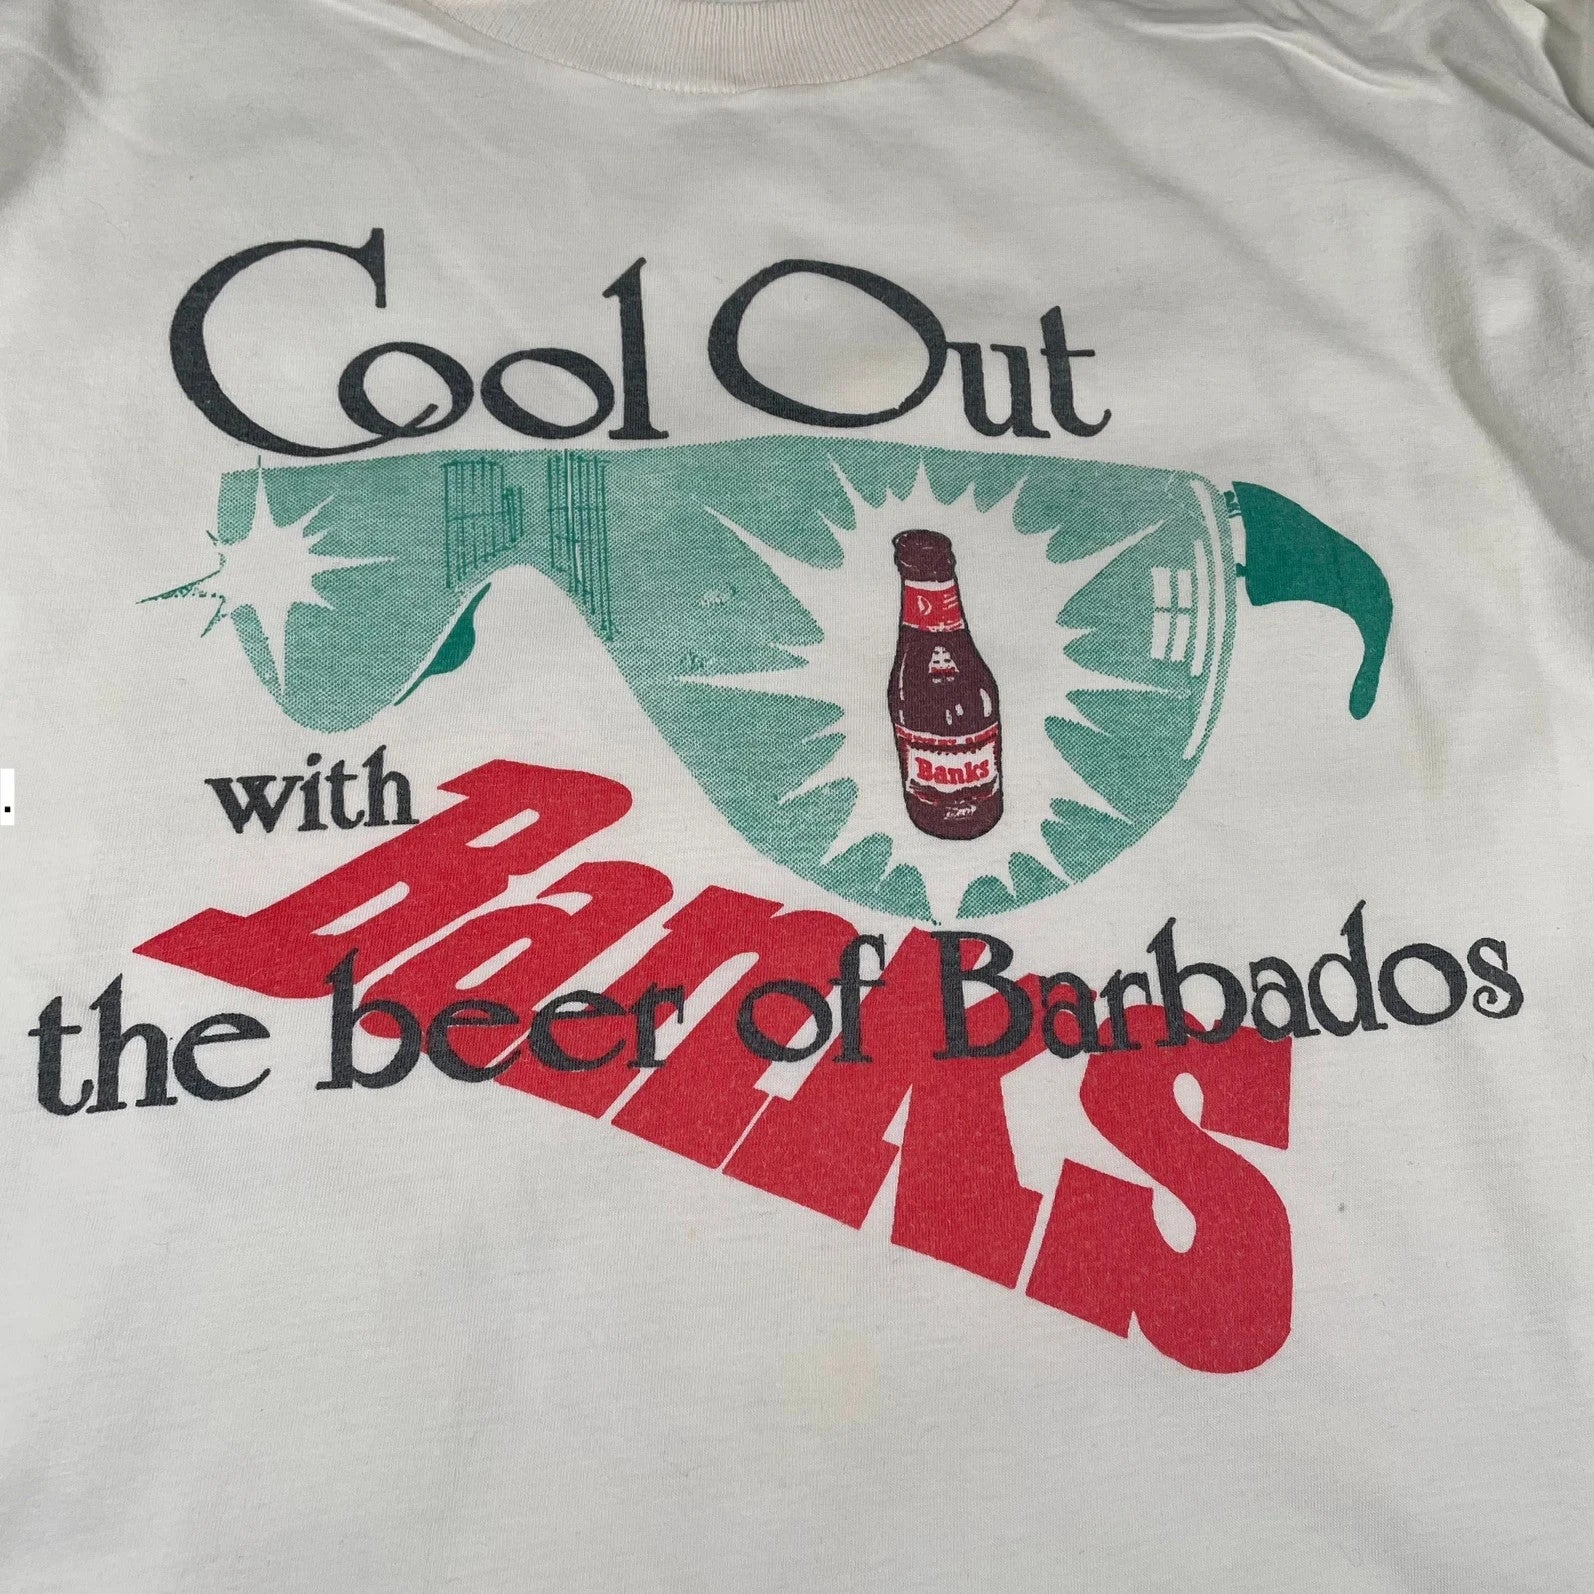 Cool Out
Banks
with Banks
the beer of Barbados